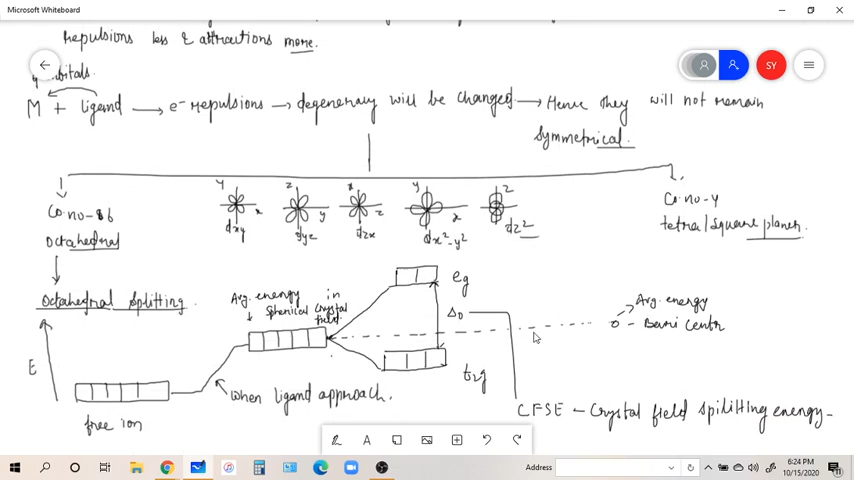 Microsoft Whiteboard
Repulsions less & attractions more.
orbitals.
SY
M + ligand → e- repulsions → degeneracy will be changed → Hence they will not remain
symmetrical.
Co. no - 6
Octahedral
y
x
dxy
z
y
dyz
x
z
dzx
y
x
dx²-y²
z
dz²
Co. no - 4
tetra/square planer
Octahedral Splitting.
Avg. energy in
Spherical Crystal
field.
eg
Δo
Avg. energy
0 - Bari centr
E
t2g
When ligand approach.
free ion
CFSE - Crystal field spilitting energy -
Address
6:24 PM
10/15/2020